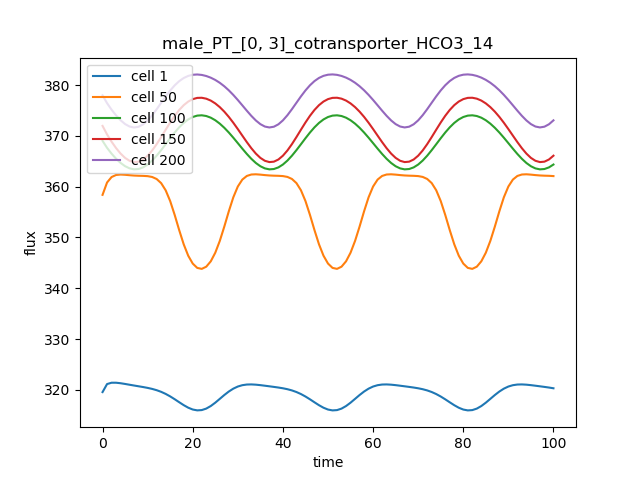 male_PT_[0, 3]_cotransporter_HCO3_14
cell 1
cell 50
cell 100
cell 150
cell 200
380
370
360
350
340
330
320
flux
0 20 40 60 80 100
time